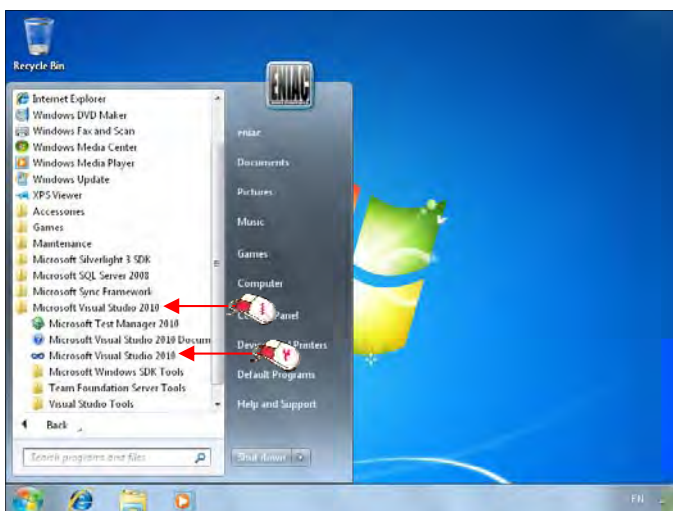 Recycle Bin
ENIAC
Internet Explorer
Windows DVD Maker
Windows Fax and Scan
Windows Media Center
Windows Media Player
Windows Update
XPS Viewer
Accessories
Games
Maintenance
Microsoft Silverlight 3 SDK
Microsoft SQL Server 2008
Microsoft Sync Framework
Microsoft Visual Studio 2010
Microsoft Test Manager 2010
Microsoft Visual Studio 2010 Docum
Microsoft Visual Studio 2010
Microsoft Windows SDK Tools
Team Foundation Server Tools
Visual Studio Tools
Back
Search programs and files
eniac
Documents
Pictures
Music
Games
Computer
Panel
۱
Printers
۲
Default Programs
Help and Support
Shut down
EN